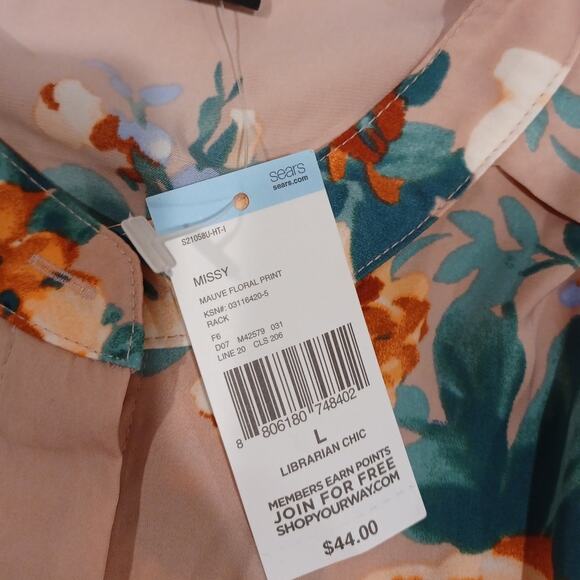 sears
sears.com
S21058U-HT-I
MISSY
MAUVE FLORAL PRINT
KSN#: 03116420-5
RACK
F6
D07 M42579 031
LINE 20 CLS 206
8 806180 748402
L
LIBRARIAN CHIC
MEMBERS EARN POINTS
JOIN FOR FREE
SHOPYOURWAY.COM
$44.00